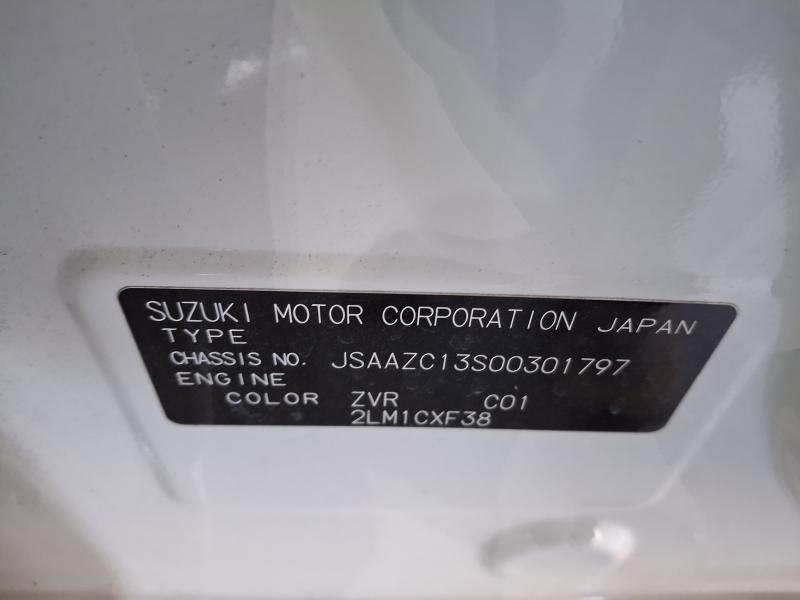 SUZUKI MOTOR CORPORATION JAPAN
TYPE
CHASSIS NO. JSAAZC13S00301797
ENGINE
COLOR ZVR C01
2LM1CXF38